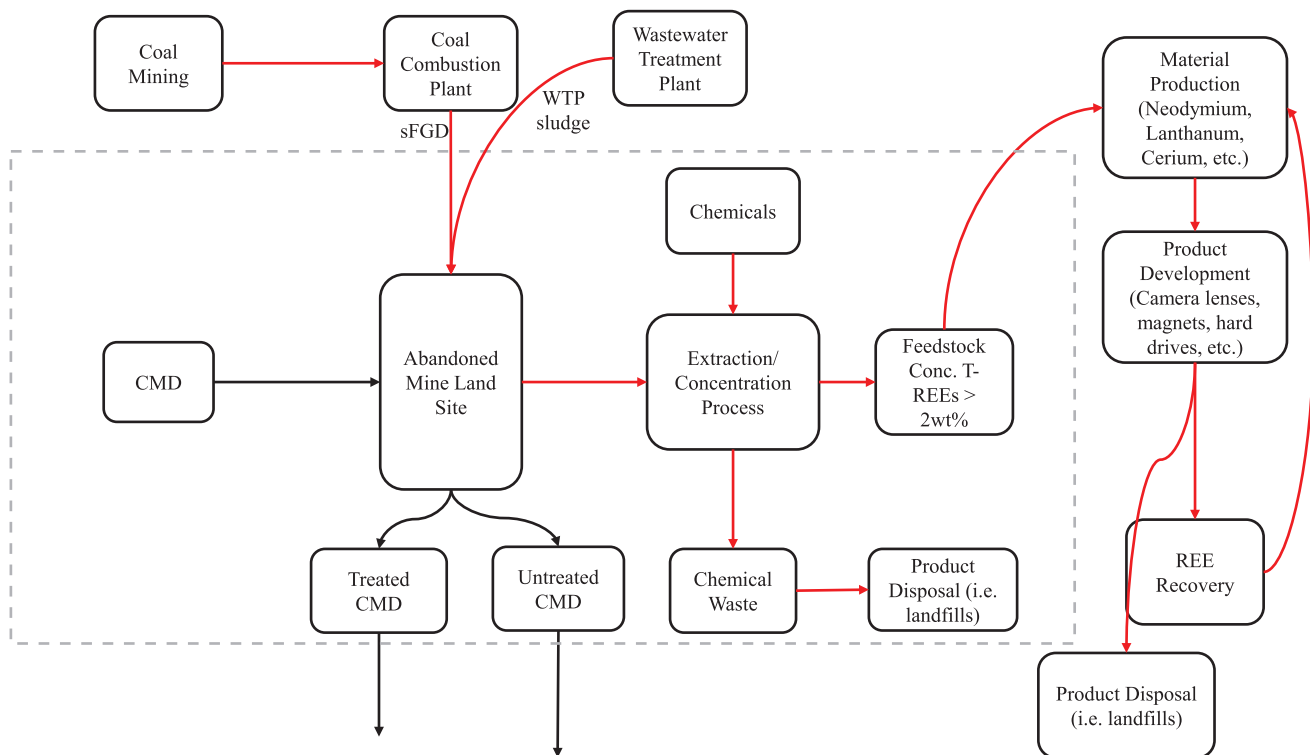 Coal
Mining
Coal
Combustion
Plant
Wastewater
Treatment
Plant
sFGD
WTP
sludge
Material
Production
(Neodymium,
Lanthanum,
Cerium, etc.)
Chemicals
Product
Development
(Camera lenses,
magnets, hard
drives, etc.)
CMD
Abandoned
Mine Land
Site
Extraction/
Concentration
Process
Feedstock
Conc. T-
REEs >
2wt%
Treated
CMD
Untreated
CMD
Chemical
Waste
Product
Disposal (i.e.
landfills)
REE
Recovery
Product Disposal
(i.e. landfills)